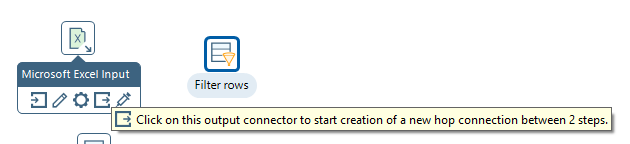 Microsoft Excel Input
Filter rows
Click on this output connector to start creation of a new hop connection between 2 steps.